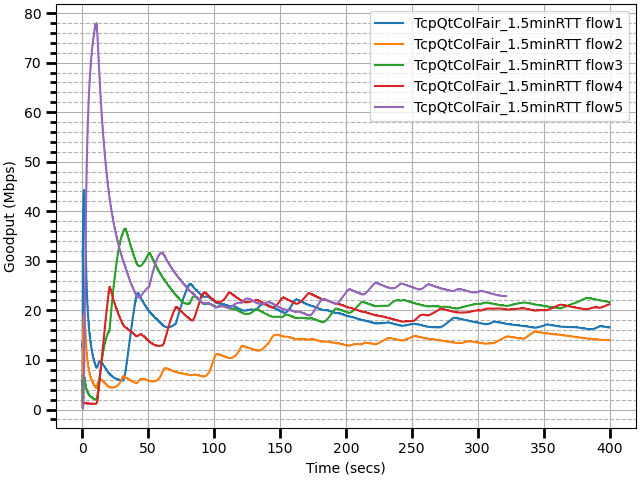 TcpQtColFair_1.5minRTT flow1
TcpQtColFair_1.5minRTT flow2
TcpQtColFair_1.5minRTT flow3
TcpQtColFair_1.5minRTT flow4
TcpQtColFair_1.5minRTT flow5
Goodput (Mbps)
80
70
60
50
40
30
20
10
0
0 50 100 150 200 250 300 350 400
Time (secs)